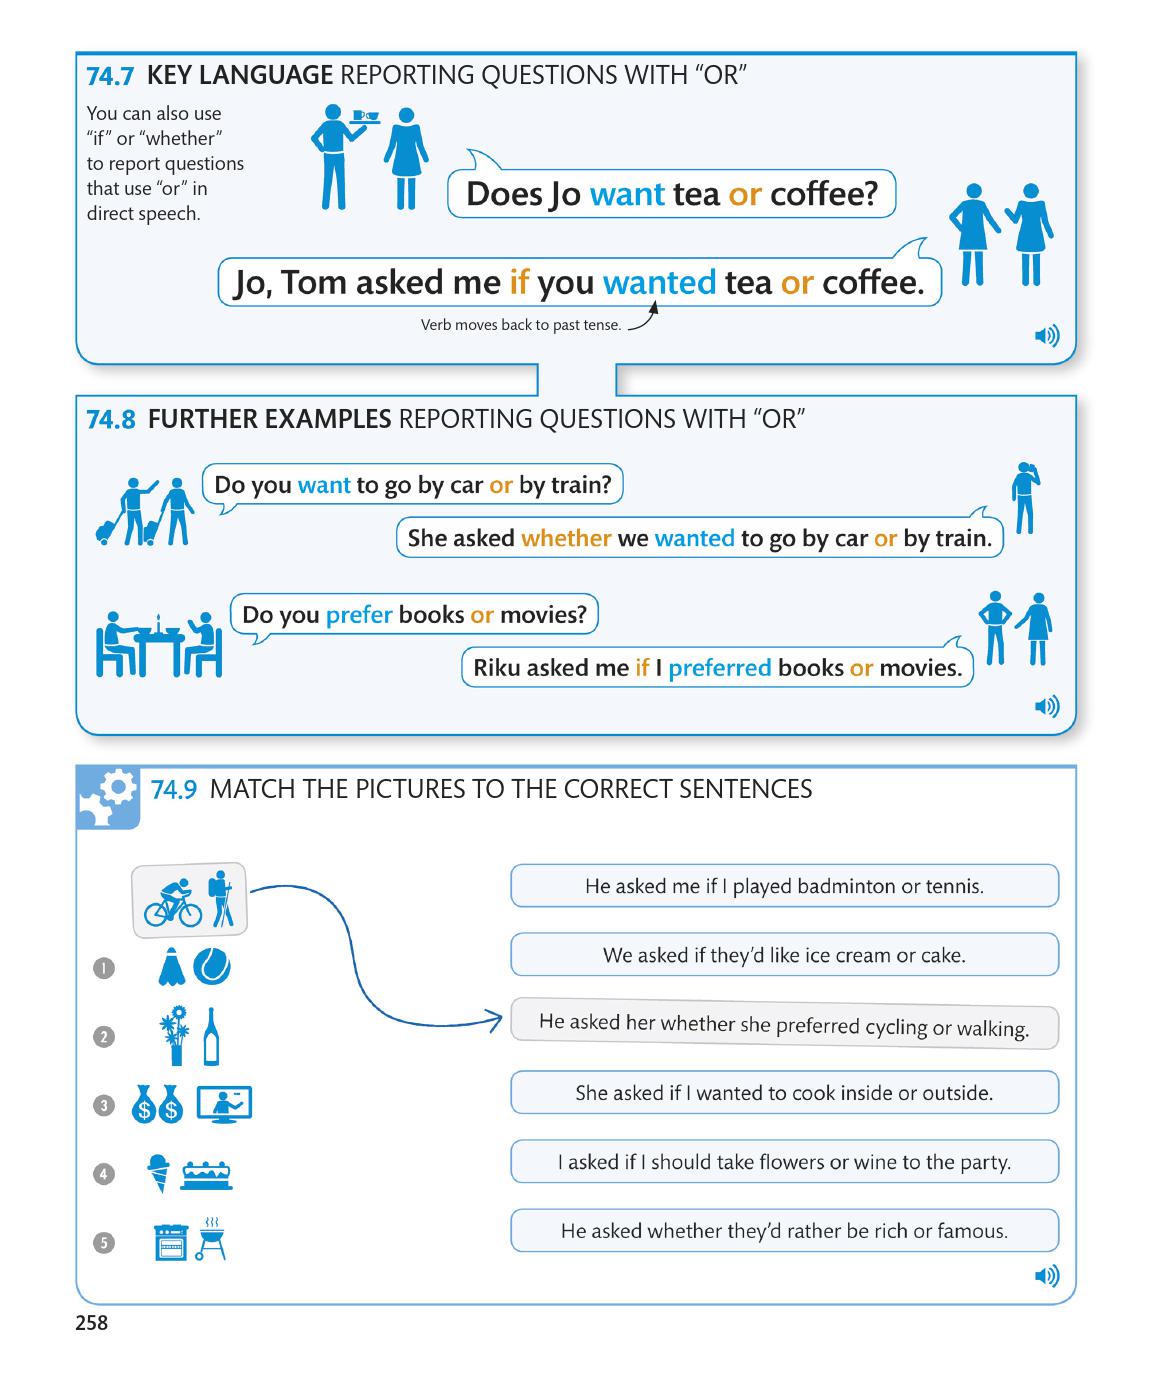 74.7 KEY LANGUAGE REPORTING QUESTIONS WITH “OR”
You can also use
“if” or “whether”
to report questions
that use “or” in
direct speech.
Does Jo want tea or coffee?
Jo, Tom asked me if you wanted tea or coffee.
Verb moves back to past tense.
74.8 FURTHER EXAMPLES REPORTING QUESTIONS WITH “OR”
Do you want to go by car or by train?
She asked whether we wanted to go by car or by train.
Do you prefer books or movies?
Riku asked me if I preferred books or movies.
74.9 MATCH THE PICTURES TO THE CORRECT SENTENCES
He asked me if I played badminton or tennis.
1
We asked if they’d like ice cream or cake.
He asked her whether she preferred cycling or walking.
2
3
$ $
She asked if I wanted to cook inside or outside.
4
I asked if I should take flowers or wine to the party.
5
He asked whether they’d rather be rich or famous.
258